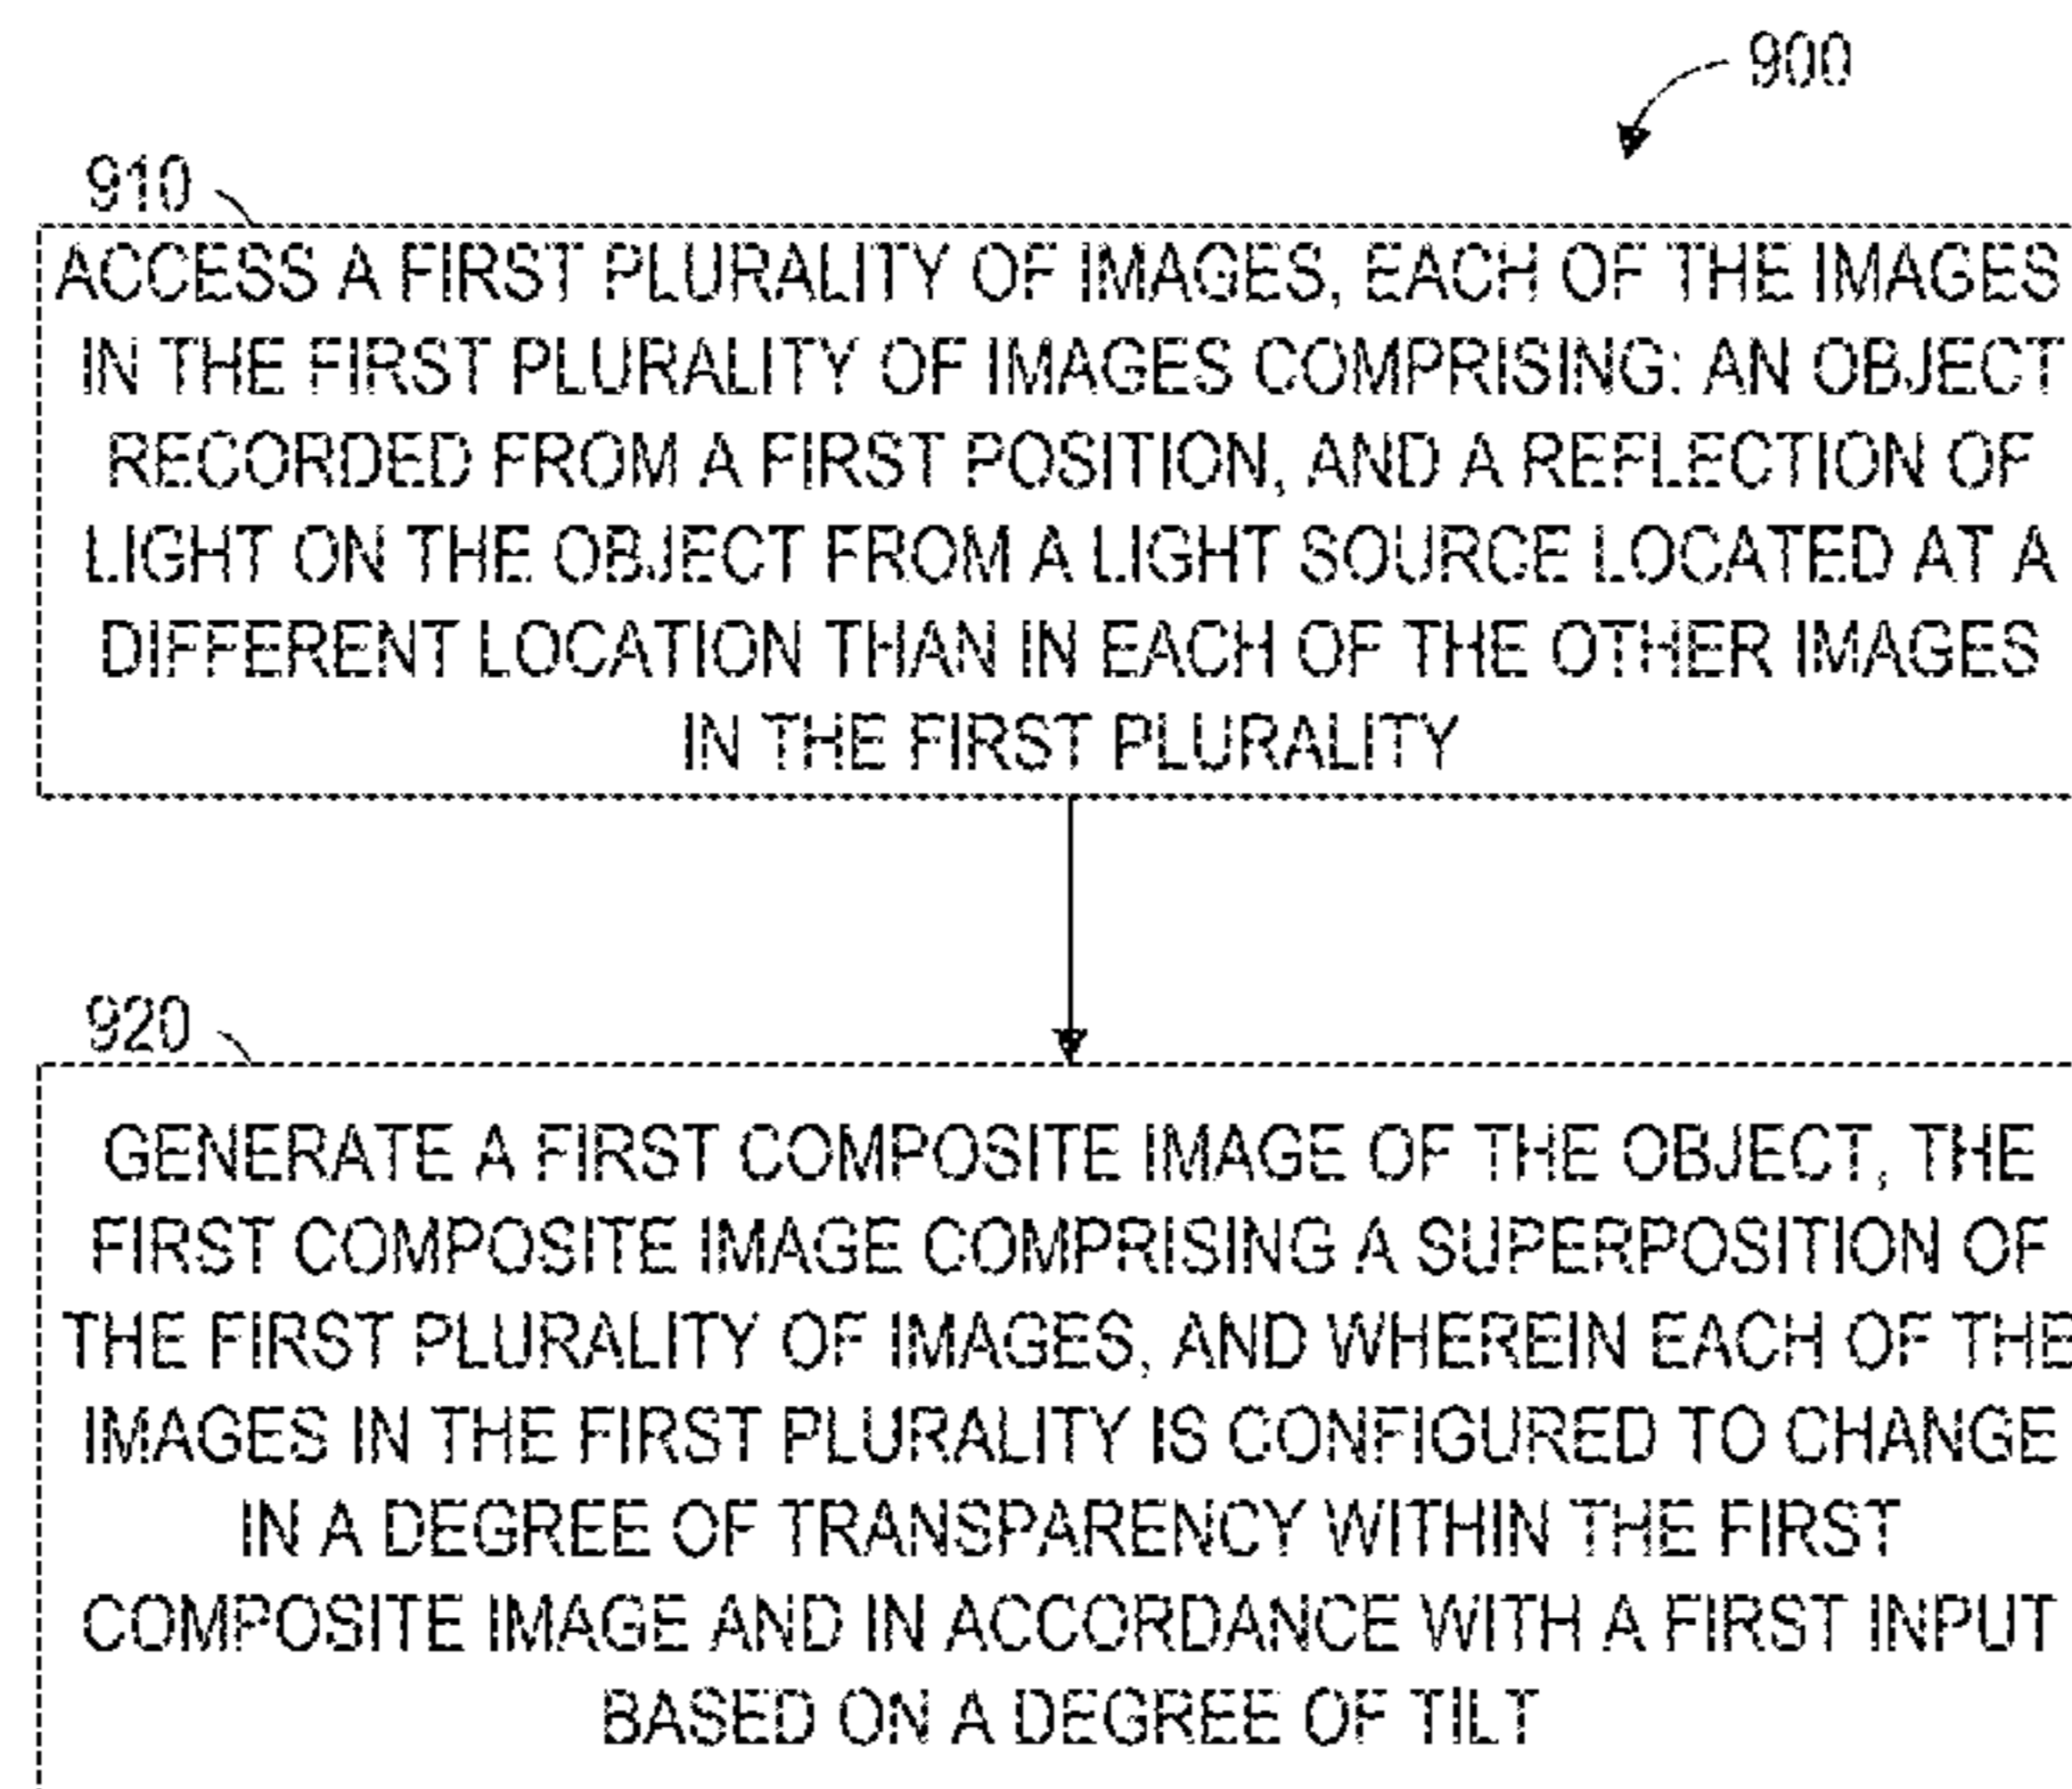 900
910
ACCESS A FIRST PLURALITY OF IMAGES, EACH OF THE IMAGES
IN THE FIRST PLURALITY OF IMAGES COMPRISING: AN OBJECT
RECORDED FROM A FIRST POSITION, AND A REFLECTION OF
LIGHT ON THE OBJECT FROM A LIGHT SOURCE LOCATED AT A
DIFFERENT LOCATION THAN IN EACH OF THE OTHER IMAGES
IN THE FIRST PLURALITY
920
GENERATE A FIRST COMPOSITE IMAGE OF THE OBJECT, THE
FIRST COMPOSITE IMAGE COMPRISING A SUPERPOSITION OF
THE FIRST PLURALITY OF IMAGES, AND WHEREIN EACH OF THE
IMAGES IN THE FIRST PLURALITY IS CONFIGURED TO CHANGE
IN A DEGREE OF TRANSPARENCY WITHIN THE FIRST
COMPOSITE IMAGE AND IN ACCORDANCE WITH A FIRST INPUT
BASED ON A DEGREE OF TILT